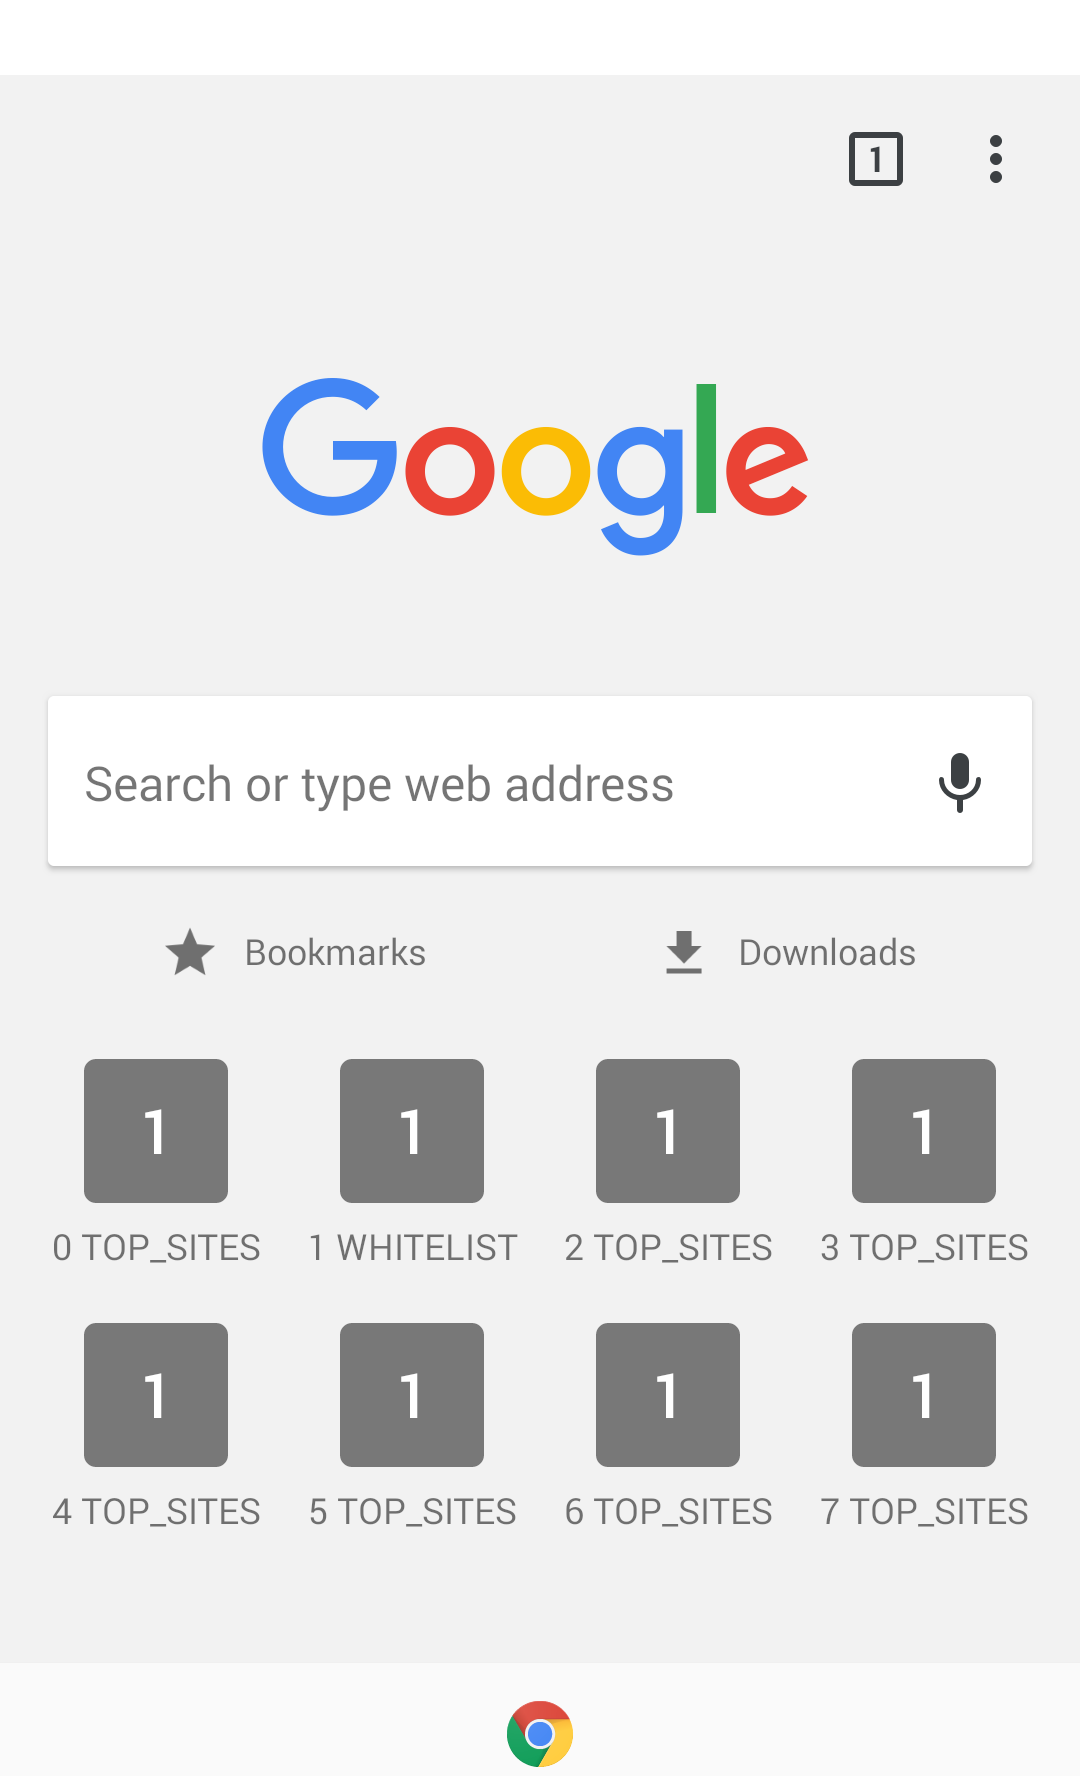 1
Google
Search or type web address
Bookmarks Downloads
1 1 1 1
0 TOP_SITES 1 WHITELIST 2 TOP_SITES 3 TOP_SITES
1 1 1 1
4 TOP_SITES 5 TOP_SITES 6 TOP_SITES 7 TOP_SITES